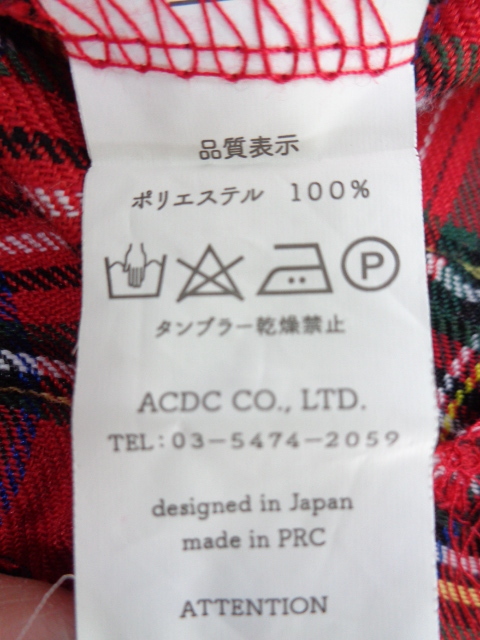 品質表示
ポリエステル 100%
P
タンブラー乾燥禁止
ACDC CO., LTD.
TEL:03-5474-2059
designed in Japan
made in PRC
ATTENTION